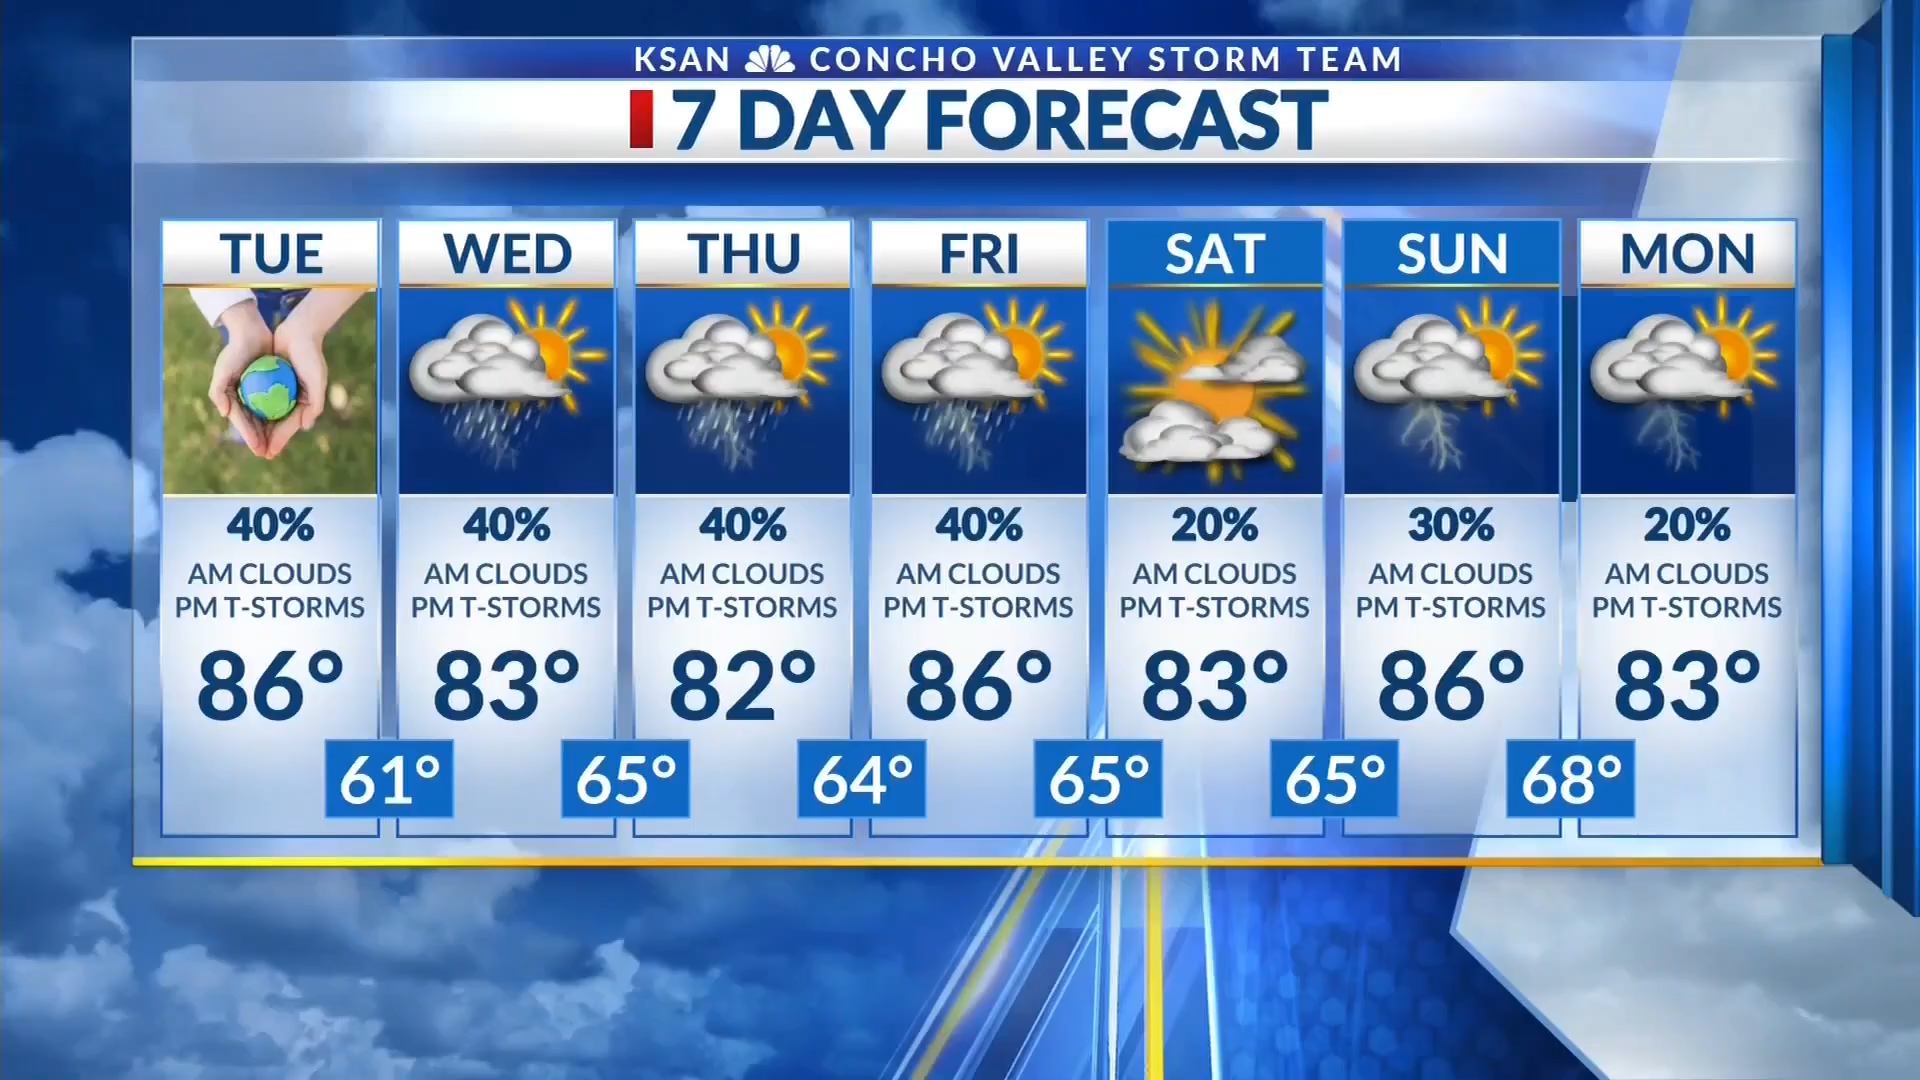 KSAN CONCHO VALLEY STORM TEAM
7 DAY FORECAST
TUE WED THU FRI SAT SUN MON
40% 40% 40% 40% 20% 30% 20%
AM CLOUDS AM CLOUDS AM CLOUDS AM CLOUDS AM CLOUDS AM CLOUDS AM CLOUDS
PM T-STORMS PM T-STORMS PM T-STORMS PM T-STORMS PM T-STORMS PM T-STORMS PM T-STORMS
86° 83° 82° 86° 83° 86° 83°
61° 65° 64° 65° 65° 68°